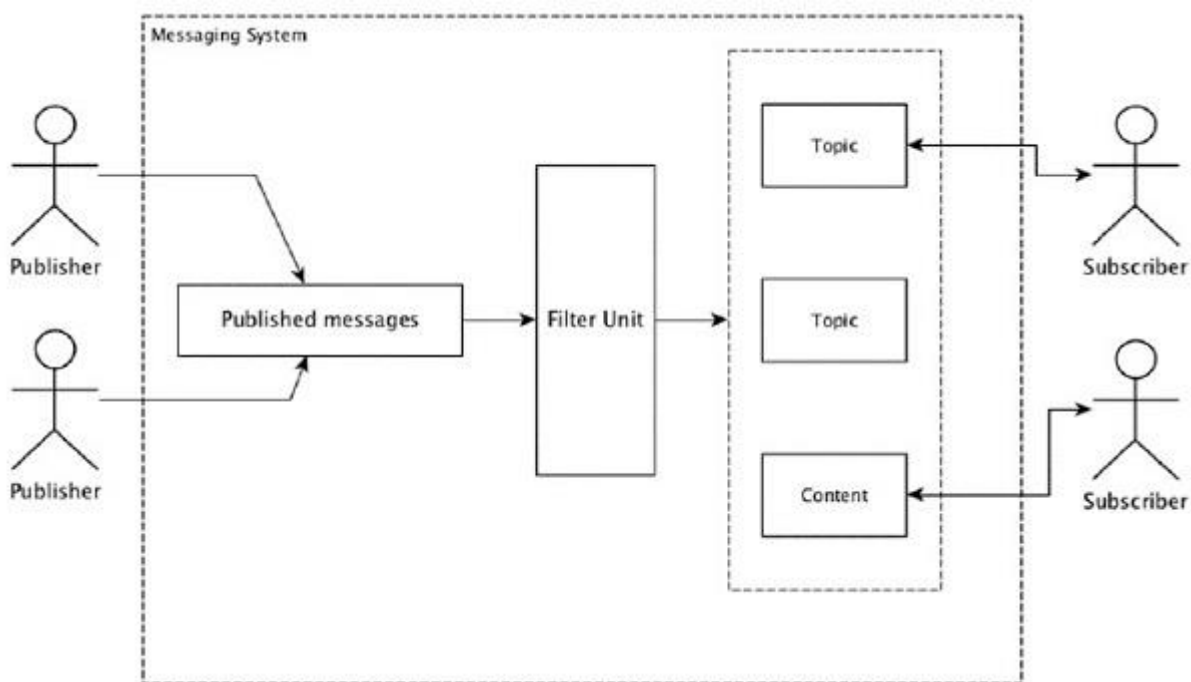 Messaging System
Publisher
Publisher
Published messages
Filter Unit
Topic
Topic
Content
Subscriber
Subscriber